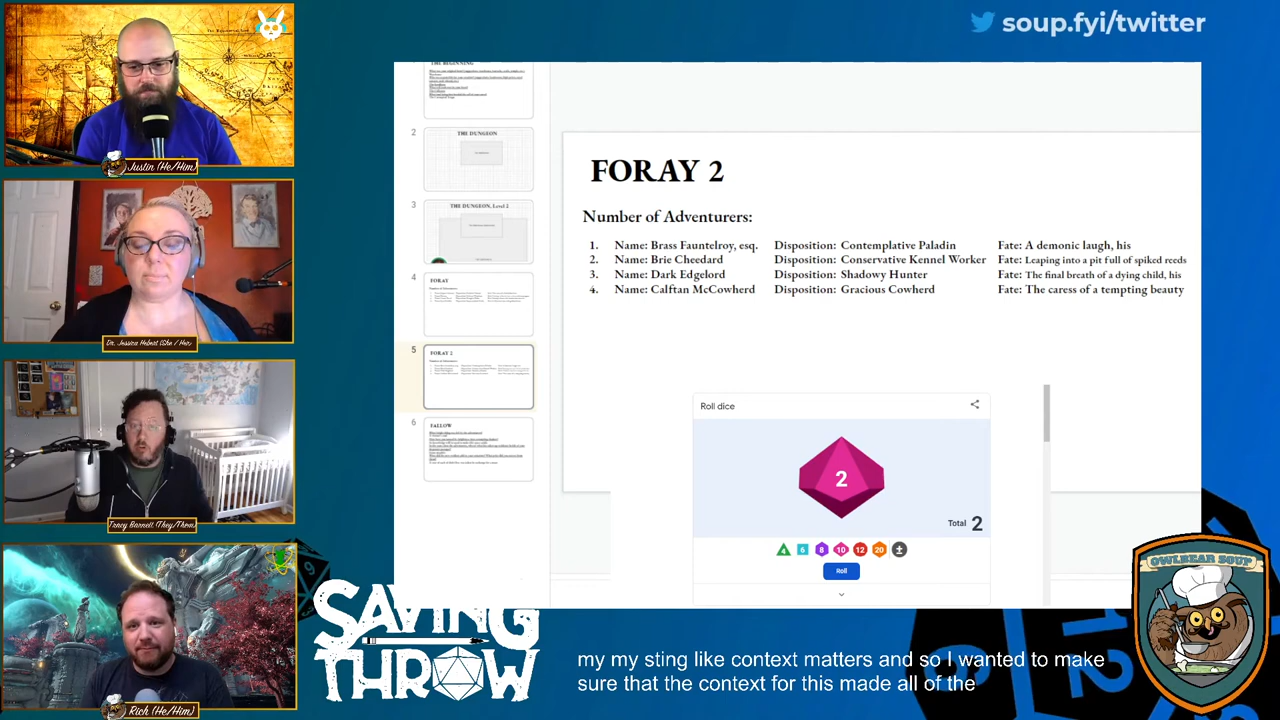 soup.fyi/twitter
Justin (He/Him)
Dr. Jessica Hebert (She / Her)
Tracy Barnett (They/Them)
Rich (He/Him)
THE BEGINNING
2
THE DUNGEON
3
THE DUNGEON, Level 2
4
FORAY
5
FORAY 2
6
FALLOW
FORAY 2
Number of Adventurers:
1. Name: Brass Fauntelroy, esq. Disposition: Contemplative Paladin Fate: A demonic laugh, his
2. Name: Brie Cheedard Disposition: Conservative Kennel Worker Fate: Leaping into a pit full of spiked reeds
3. Name: Dark Edgelord Disposition: Shaderry Hunter Fate: The final breath of a dying child, his
4. Name: Calftan McCowherd Disposition: Gracious Cowherd Fate: The caress of a tempting beauty
Roll dice
2
Total 2
4 6 8 10 12 20
Roll
9
SAVING
THROW
OWLBEAR SOUP
my my sting like context matters and so I wanted to make
sure that the context for this made all of the